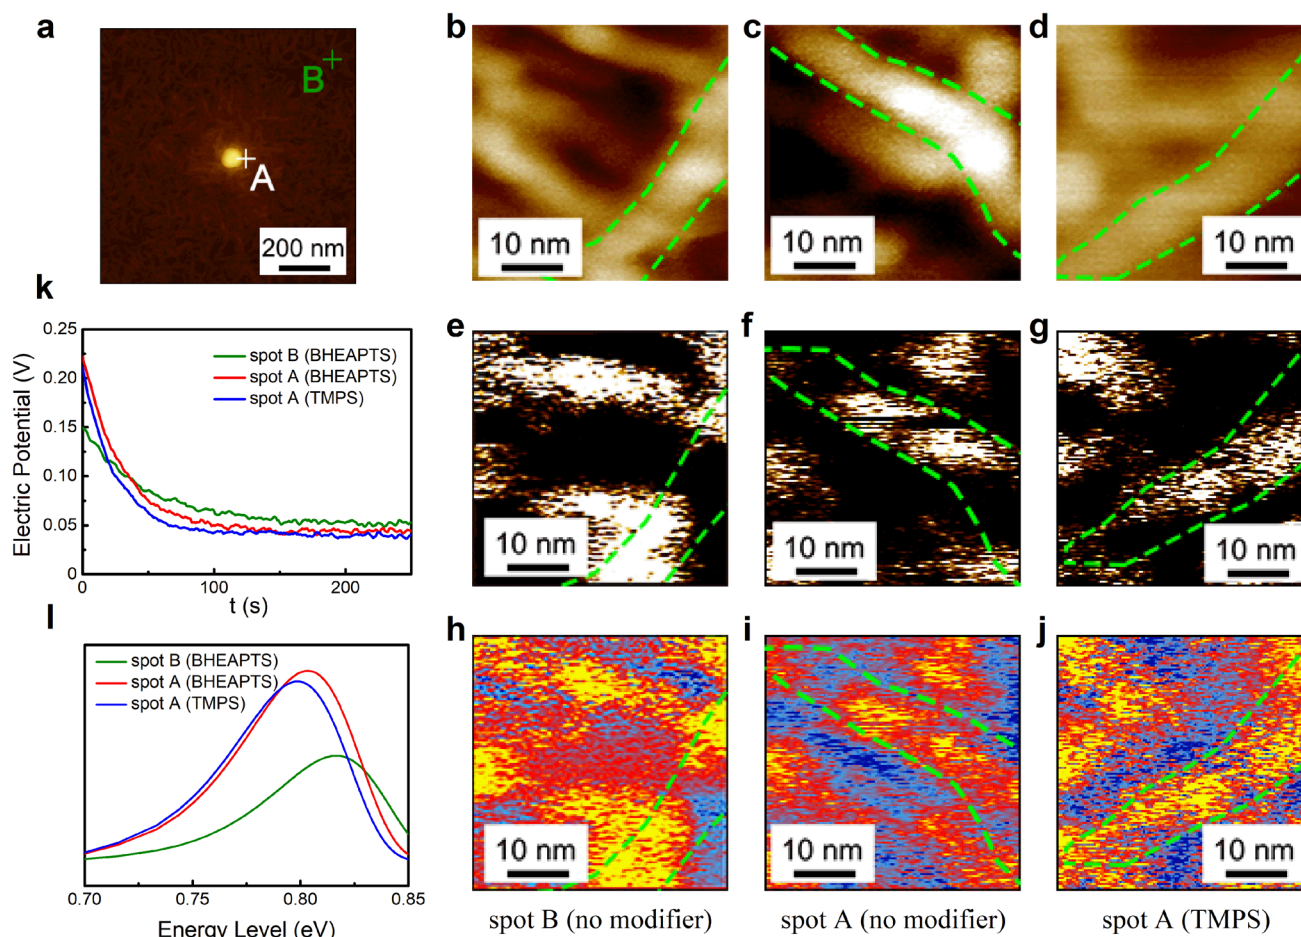 a
B
A
200 nm
b
10 nm
c
10 nm
d
10 nm
k
0.25
0.20
0.15
0.10
0.05
0
Electric Potential (V)
spot B (BHEAPTS)
spot A (BHEAPTS)
spot A (TMPS)
0
100
200
t (s)
e
10 nm
f
10 nm
g
10 nm
l
spot B (BHEAPTS)
spot A (BHEAPTS)
spot A (TMPS)
0.70
0.75
0.80
0.85
Energy Level (eV)
h
10 nm
i
10 nm
j
10 nm
spot B (no modifier)
spot A (no modifier)
spot A (TMPS)